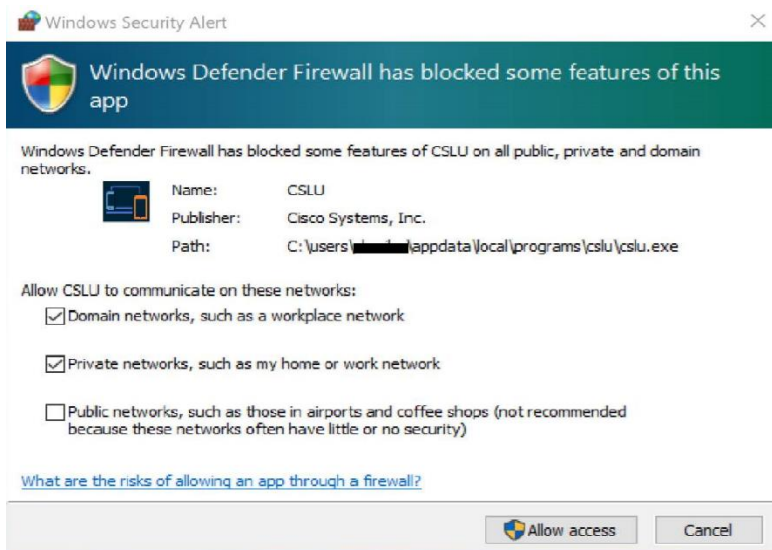 Windows Security Alert
Windows Defender Firewall has blocked some features of this
app
Windows Defender Firewall has blocked some features of CSLU on all public, private and domain
networks.
Name: CSLU
Publisher: Cisco Systems, Inc.
Path: C:\users\ \appdata\local\programs\cslu\cslu.exe
Allow CSLU to communicate on these networks:
Domain networks, such as a workplace network
Private networks, such as my home or work network
Public networks, such as those in airports and coffee shops (not recommended
because these networks often have little or no security)
What are the risks of allowing an app through a firewall?
Allow access Cancel